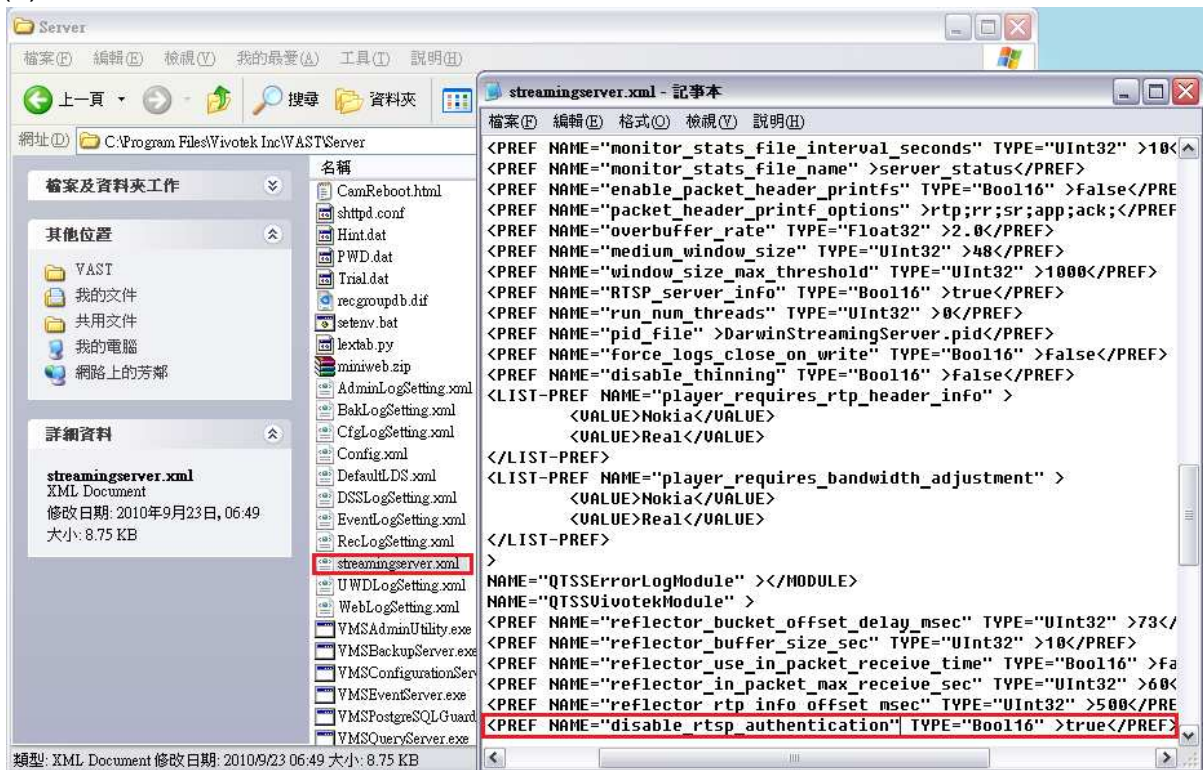 Server
檔案(F) 編輯(E) 檢視(V) 我的最愛(A) 工具(T) 說明(H)
上一頁 搜尋 資料夾
網址(D) C:\Program Files\Vivotek Inc\VAST\Server
檔案及資料夾工作
其他位置
VAST
我的文件
共用文件
我的電腦
網路上的芳鄰
詳細資料
streamingserver.xml
XML Document
修改日期: 2010年9月23日, 06:49
大小: 8.75 KB
名稱
CamReboot.html
shttpd.conf
Hint.dat
PWD.dat
Trial.dat
recgroupdb.dif
setenv.bat
lextab.py
miniweb.zip
AdminLogSetting.xml
BakLogSetting.xml
CfgLogSetting.xml
Config.xml
DefaultLDS.xml
DSSLogSetting.xml
EventLogSetting.xml
RecLogSetting.xml
streamingserver.xml
UWDLogSetting.xml
WebLogSetting.xml
VMSAdminUtility.exe
VMSBackupServer.exe
VMSConfigurationSer
VMSEventServer.exe
VMSPostgreSQLGuard
VMSQueryServer.exe
類型: XML Document 修改日期: 2010/9/23 06:49 大小: 8.75 KB
streamingserver.xml - 記事本
檔案(F) 編輯(E) 格式(O) 檢視(V) 說明(H)
<PREF NAME="monitor_stats_file_interval_seconds" TYPE="UInt32" >10<
<PREF NAME="monitor_stats_file_name" >server_status</PREF>
<PREF NAME="enable_packet_header_printfs" TYPE="Bool16" >false</PRE
<PREF NAME="packet_header_printf_options" >rtp;rr;sr;app;ack;</PREF
<PREF NAME="overbuffer_rate" TYPE="Float32" >2.0</PREF>
<PREF NAME="medium_window_size" TYPE="UInt32" >48</PREF>
<PREF NAME="window_size_max_threshold" TYPE="UInt32" >1000</PREF>
<PREF NAME="RTSP_server_info" TYPE="Bool16" >true</PREF>
<PREF NAME="run_num_threads" TYPE="UInt32" >0</PREF>
<PREF NAME="pid_file" >DarwinStreamingServer.pid</PREF>
<PREF NAME="force_logs_close_on_write" TYPE="Bool16" >false</PREF>
<PREF NAME="disable_thinning" TYPE="Bool16" >false</PREF>
<LIST-PREF NAME="player_requires_rtp_header_info" >
<VALUE>Nokia</VALUE>
<VALUE>Real</VALUE>
</LIST-PREF>
<LIST-PREF NAME="player_requires_bandwidth_adjustment" >
<VALUE>Nokia</VALUE>
<VALUE>Real</VALUE>
</LIST-PREF>
>
NAME="QTSSErrorLogModule" ></MODULE>
NAME="QTSSVivotekModule" >
<PREF NAME="reflector_bucket_offset_delay_msec" TYPE="UInt32" >73</
<PREF NAME="reflector_buffer_size_sec" TYPE="UInt32" >10</PREF>
<PREF NAME="reflector_use_in_packet_receive_time" TYPE="Bool16" >fa
<PREF NAME="reflector_in_packet_max_receive_sec" TYPE="UInt32" >60<
<PREF NAME="reflector_rtp_info_offset_msec" TYPE="UInt32" >500</PRE
<PREF NAME="disable_rtsp_authentication" TYPE="Bool16" >true</PREF>